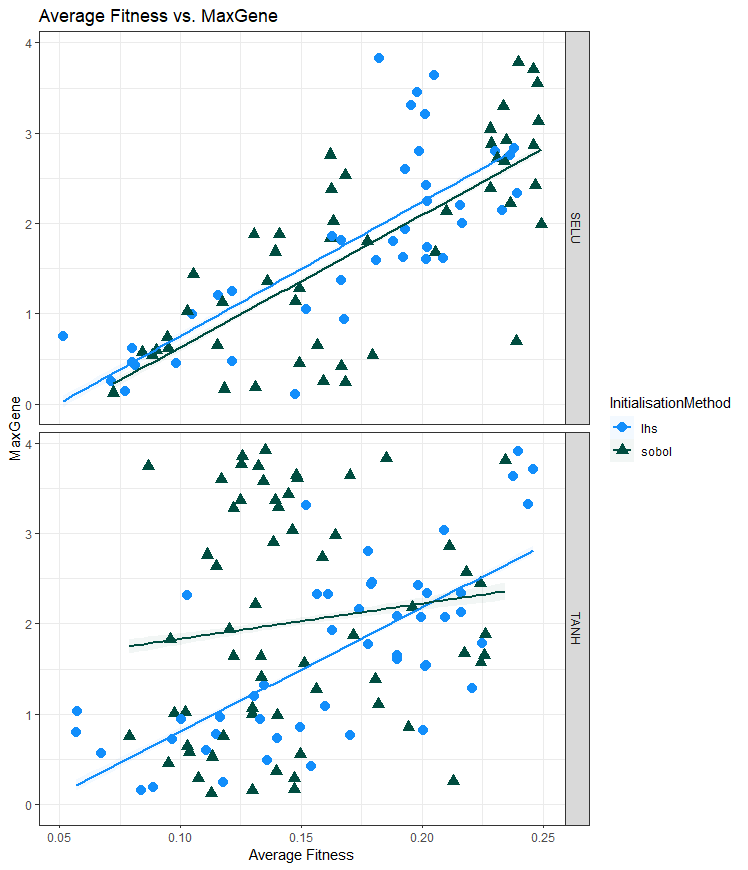 Average Fitness vs. MaxGene
4
3
2
1
0
SELU
MaxGene
4
3
2
1
0
TANH
0.05
0.10
0.15
0.20
0.25
Average Fitness
InitialisationMethod
lhs
sobol